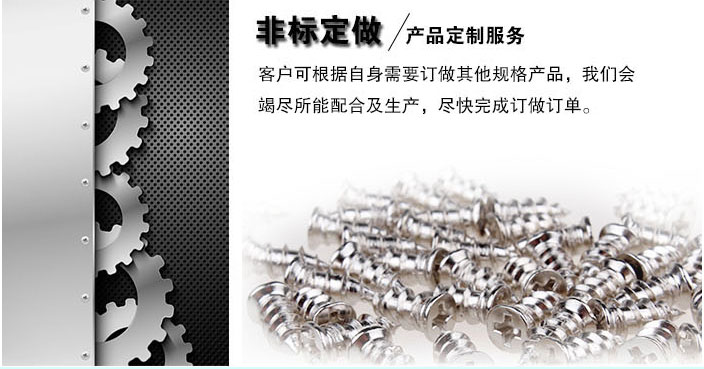 非标定做/产品定制服务
客户可根据自身需要订做其他规格产品，我们会
竭尽所能配合及生产，尽快完成订做订单。